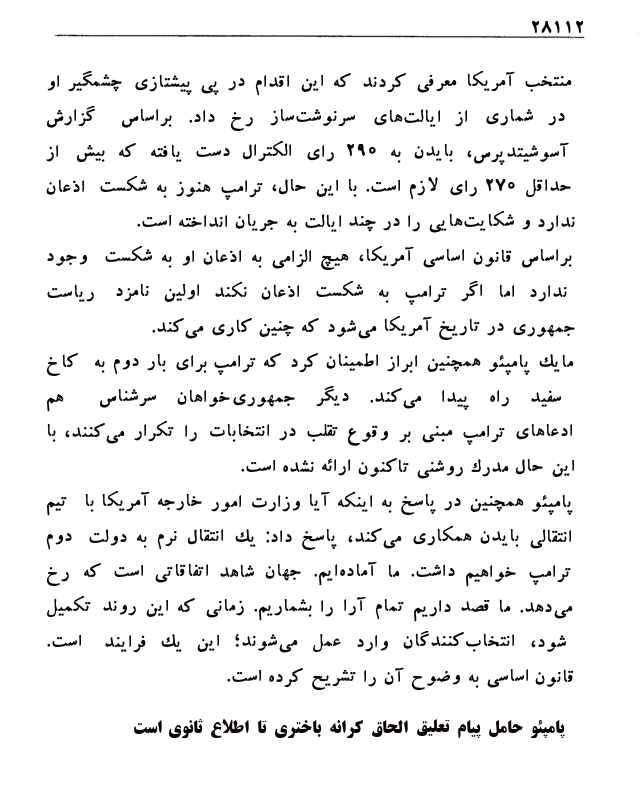 ۲۸۱۱۲
منتخب آمریکا معرفی کردند که این اقدام در پی پیشتازی چشمگیر او
در شماری از ایالت‌های سرنوشت‌ساز رخ داد. براساس گزارش
آسوشیتدپرس، بایدن به ۲۹۰ رای الکترال دست یافته که بیش از
حداقل ۲۷۰ رای لازم است. با این حال، ترامپ هنوز به شکست اذعان
ندارد و شکایت‌هایی را در چند ایالت به جریان انداخته است.
براساس قانون اساسی آمریکا، هیچ الزامی به اذعان او به شکست وجود
ندارد اما اگر ترامپ به شکست اذعان نکند اولین نامزد ریاست
جمهوری در تاریخ آمریکا می‌شود که چنین کاری می‌کند.
مایك پامپئو همچنین ابراز اطمینان کرد که ترامپ برای بار دوم به کاخ
سفید راه پیدا می‌کند. دیگر جمهوری‌خواهان سرشناس هم
ادعاهای ترامپ مبنی بر وقوع تقلب در انتخابات را تکرار می‌کنند، با
این حال مدرك روشنی تاکنون ارائه نشده است.
پامپئو همچنین در پاسخ به اینکه آیا وزارت امور خارجه آمریکا با تیم
انتقالی بایدن همکاری می‌کند، پاسخ داد: یك انتقال نرم به دولت دوم
ترامپ خواهیم داشت. ما آماده‌ایم. جهان شاهد اتفاقاتی است که رخ
می‌دهد. ما قصد داریم تمام آرا را بشماریم. زمانی که این روند تکمیل
شود، انتخاب‌کنندگان وارد عمل می‌شوند؛ این یك فرایند است.
قانون اساسی به وضوح آن را تشریح کرده است.
پامپئو حامل پیام تعلیق الحاق کرانه باختری تا اطلاع ثانوی است